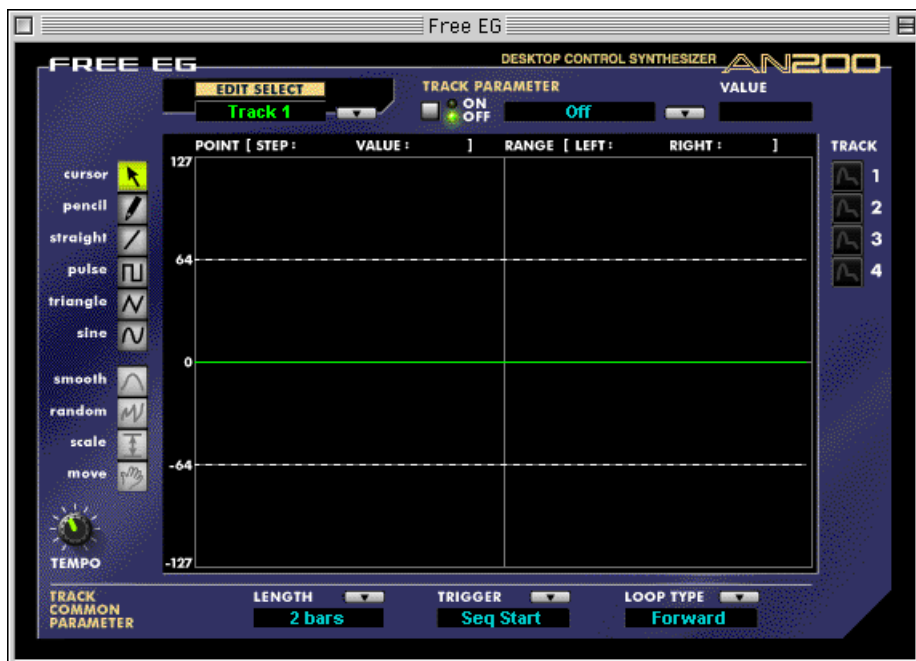 Free EG
FREE EG
DESKTOP CONTROL SYNTHESIZER AN200
EDIT SELECT
Track 1
TRACK PARAMETER
ON
OFF
Off
VALUE
POINT [ STEP : VALUE : ] RANGE [ LEFT : RIGHT : ]
TRACK
127
64
0
-64
-127
cursor
pencil
straight
pulse
triangle
sine
smooth
random
scale
move
TEMPO
1
2
3
4
TRACK
COMMON
PARAMETER
LENGTH
2 bars
TRIGGER
Seq Start
LOOP TYPE
Forward